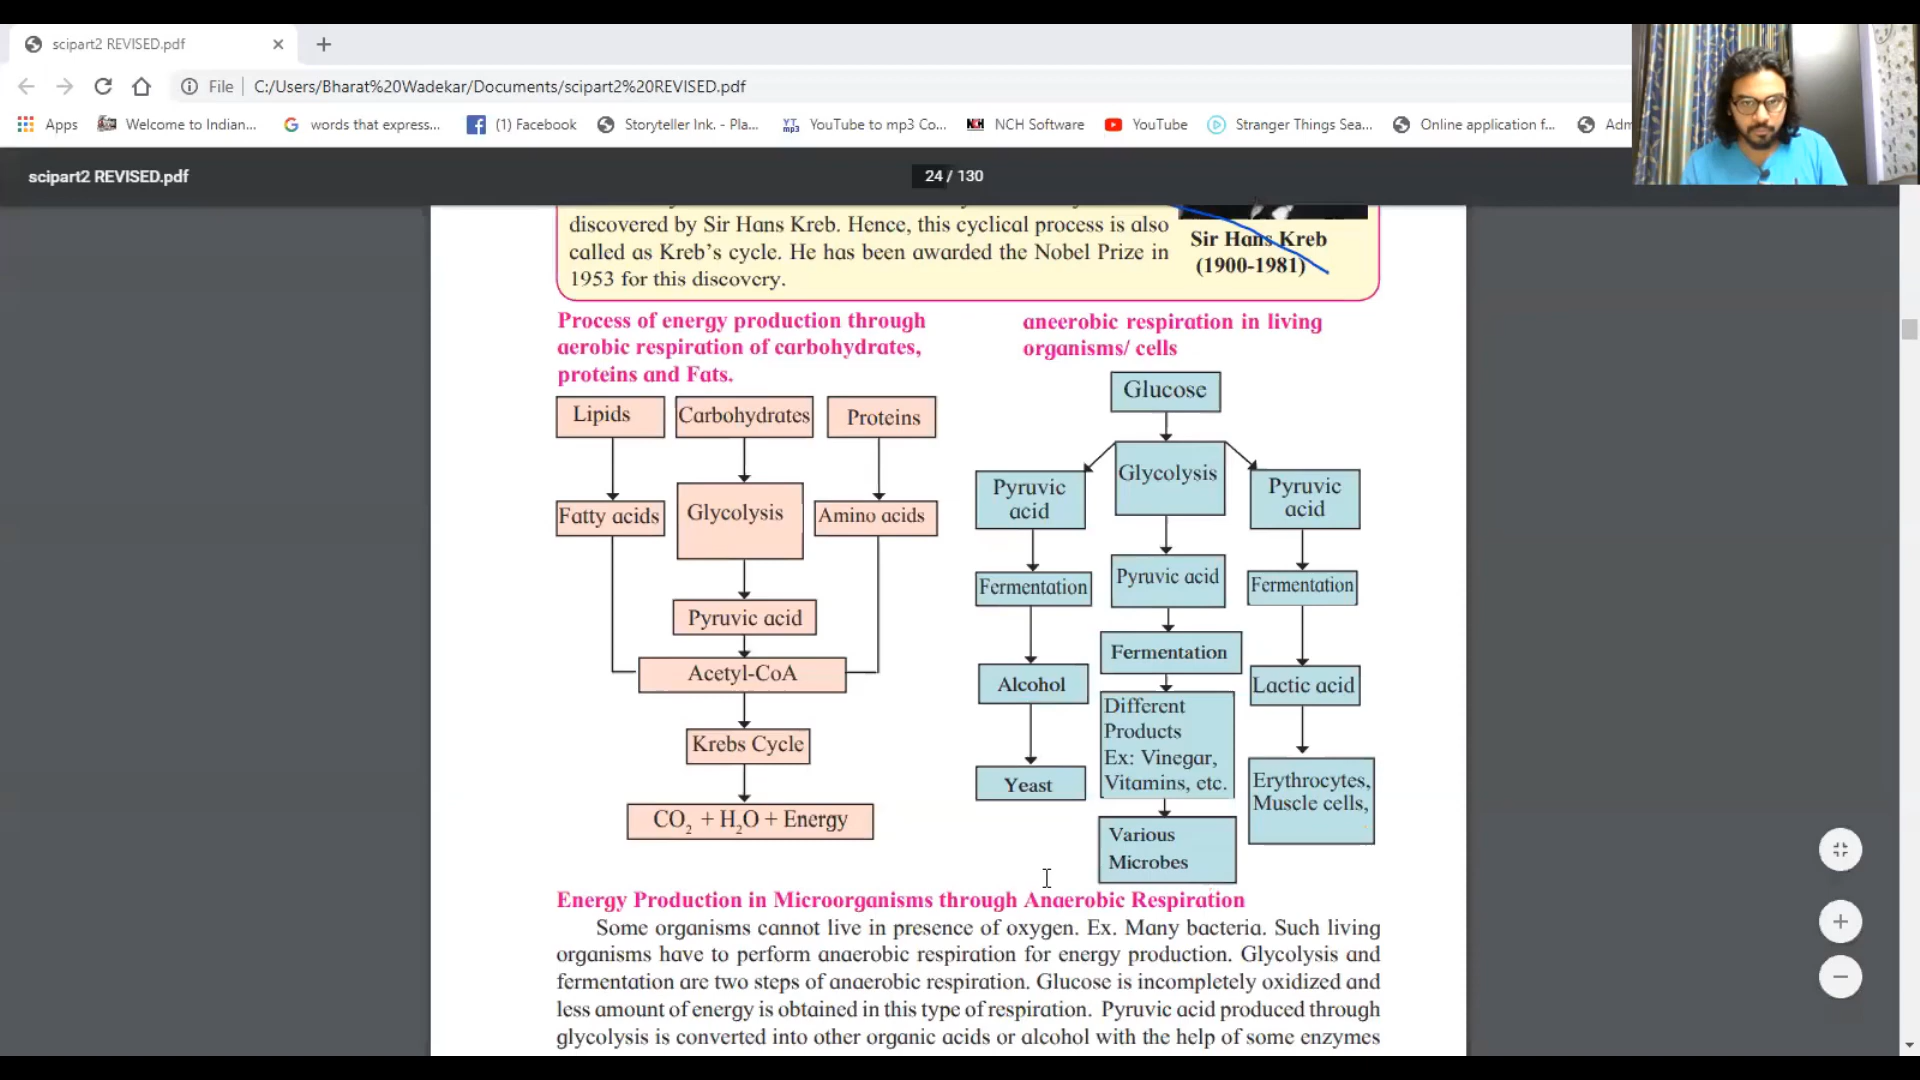 scipart2 REVISED.pdf
File
C:/Users/Bharat%20Wadekar/Documents/scipart2%20REVISED.pdf
Apps
Welcome to Indian...
words that express...
(1) Facebook
Storyteller Ink. - Pla...
YT mp3
YouTube to mp3 Co...
NCH
NCH Software
YouTube
Stranger Things Sea...
Online application f...
Adm
scipart2 REVISED.pdf
24 / 130
discovered by Sir Hans Kreb. Hence, this cyclical process is also
called as Kreb's cycle. He has been awarded the Nobel Prize in
1953 for this discovery.
Sir Hans Kreb
(1900-1981)
Process of energy production through
aerobic respiration of carbohydrates,
proteins and Fats.
Lipids
Carbohydrates
Proteins
Fatty acids
Glycolysis
Amino acids
Pyruvic acid
Acetyl-CoA
Krebs Cycle
CO₂ + H₂O + Energy
aneerobic respiration in living
organisms/ cells
Glucose
Glycolysis
Pyruvic
acid
Pyruvic
acid
Fermentation
Pyruvic acid
Fermentation
Fermentation
Alcohol
Lactic acid
Different
Products
Ex: Vinegar,
Vitamins, etc.
Yeast
Erythrocytes,
Muscle cells,
Various
Microbes
Energy Production in Microorganisms through Anaerobic Respiration
Some organisms cannot live in presence of oxygen. Ex. Many bacteria. Such living
organisms have to perform anaerobic respiration for energy production. Glycolysis and
fermentation are two steps of anaerobic respiration. Glucose is incompletely oxidized and
less amount of energy is obtained in this type of respiration. Pyruvic acid produced through
glycolysis is converted into other organic acids or alcohol with the help of some enzymes